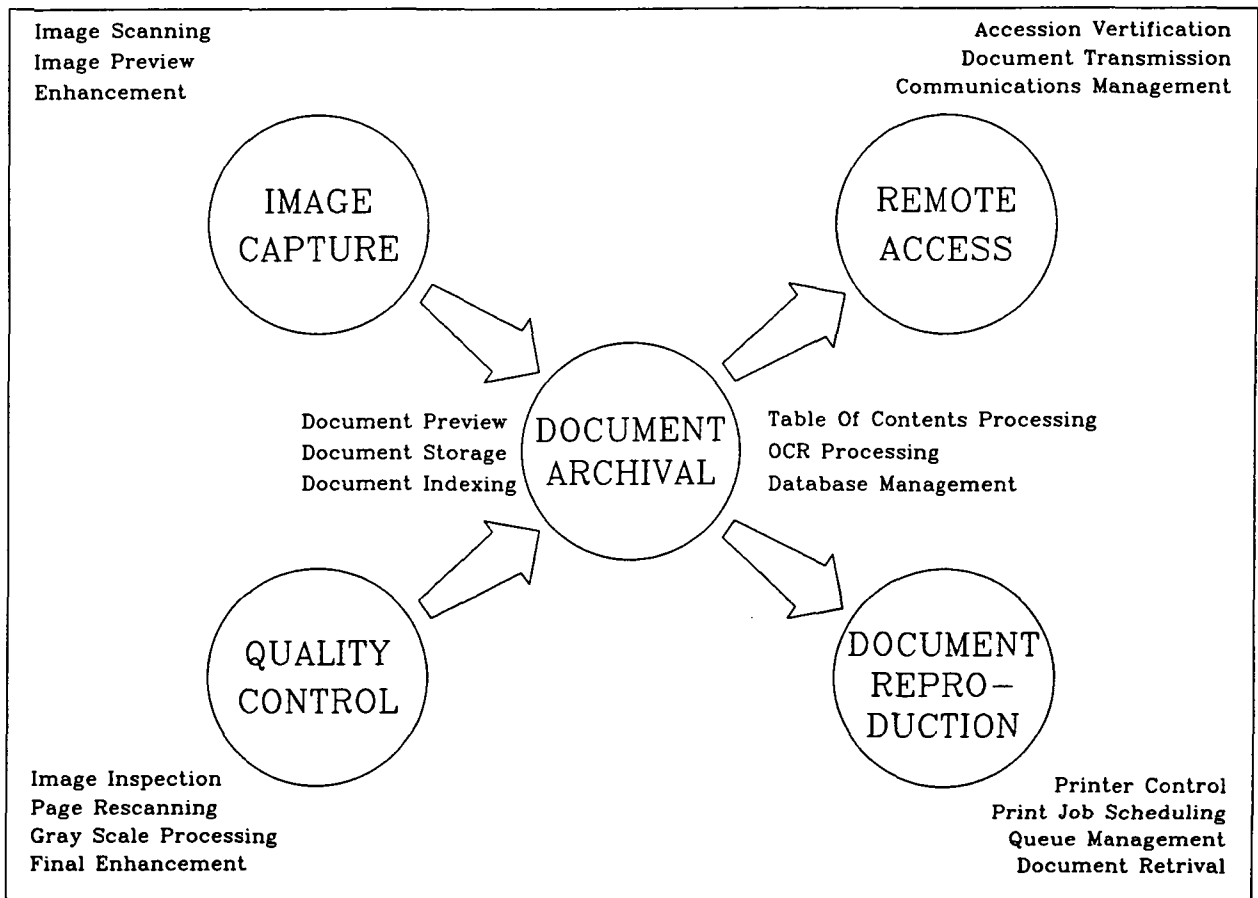 Image Scanning
Image Preview
Enhancement
Accession Vertification
Document Transmission
Communications Management
IMAGE
CAPTURE
REMOTE
ACCESS
Document Preview
Document Storage
Document Indexing
DOCUMENT
ARCHIVAL
Table Of Contents Processing
OCR Processing
Database Management
QUALITY
CONTROL
DOCUMENT
REPRO-
DUCTION
Image Inspection
Page Rescanning
Gray Scale Processing
Final Enhancement
Printer Control
Print Job Scheduling
Queue Management
Document Retrival